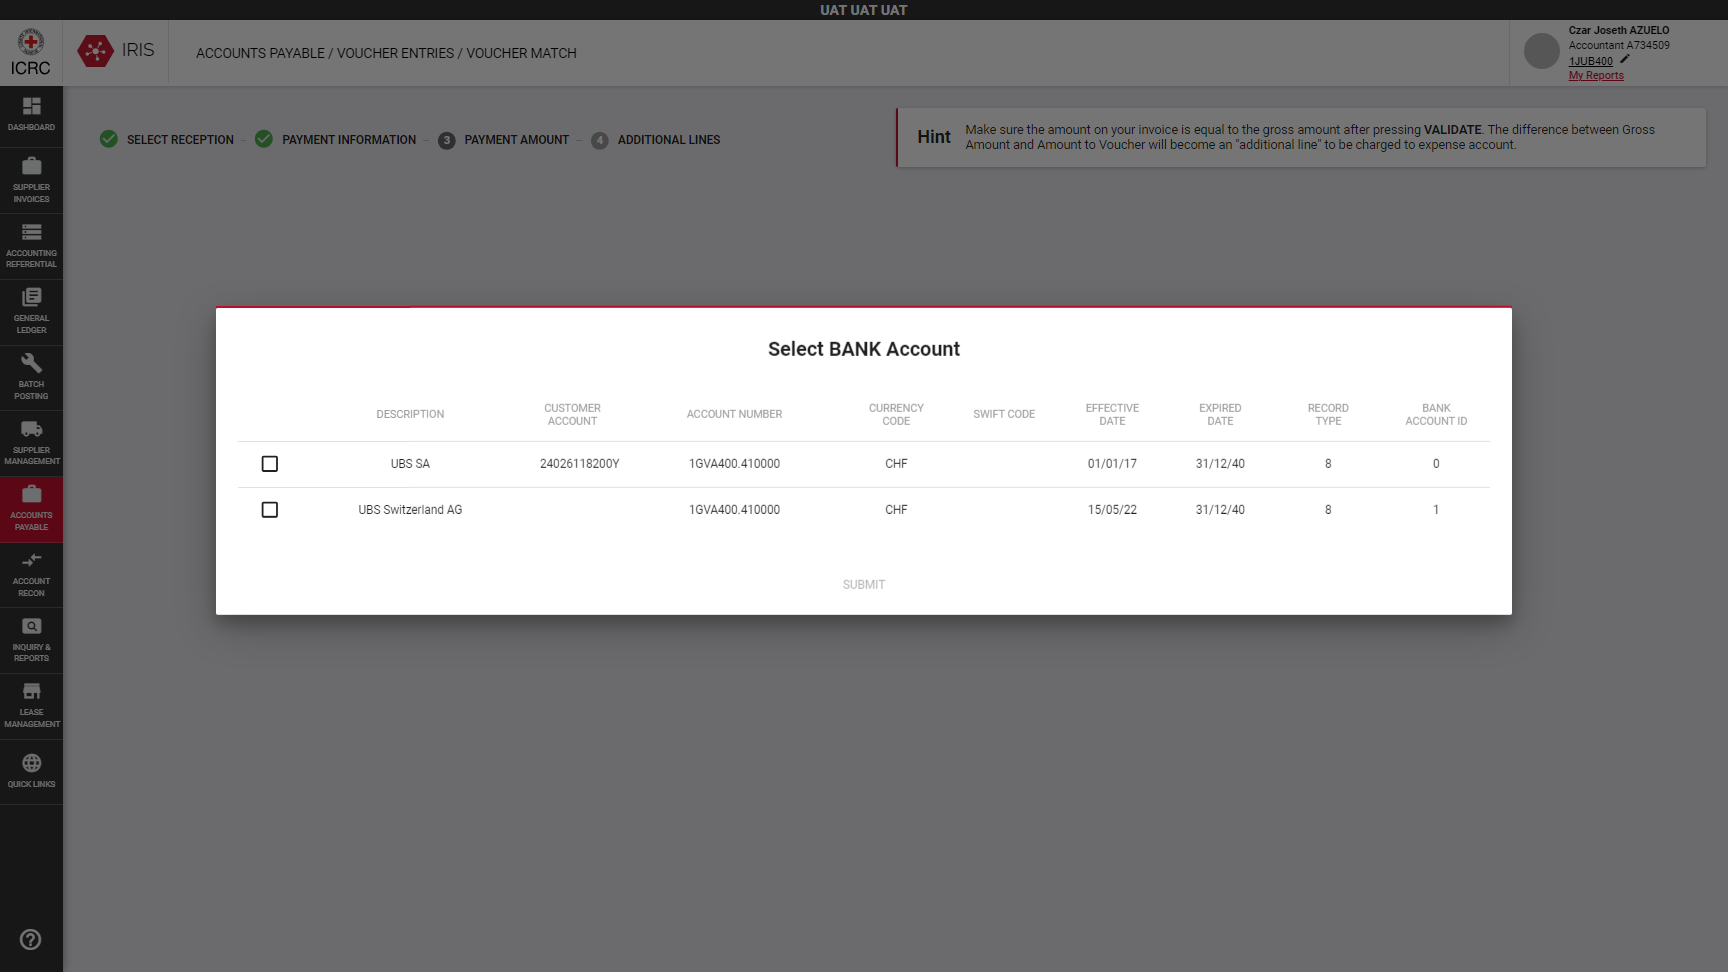 UAT UAT UAT
ICRC
IRIS
ACCOUNTS PAYABLE / VOUCHER ENTRIES / VOUCHER MATCH
Czar Joseth AZUELO
Accountant A734509
1JUB400
My Reports
DASHBOARD
SUPPLIER
INVOICES
ACCOUNTING
REFERENTIAL
GENERAL
LEDGER
BATCH
POSTING
SUPPLIER
MANAGEMENT
ACCOUNTS
PAYABLE
ACCOUNT
RECON
INQUIRY &
REPORTS
LEASE
MANAGEMENT
QUICK LINKS
SELECT RECEPTION – PAYMENT INFORMATION – 3 PAYMENT AMOUNT – 4 ADDITIONAL LINES
Hint
Make sure the amount on your invoice is equal to the gross amount after pressing VALIDATE. The difference between Gross
Amount and Amount to Voucher will become an "additional line" to be charged to expense account.
Select BANK Account
DESCRIPTION CUSTOMER ACCOUNT ACCOUNT NUMBER CURRENCY CODE SWIFT CODE EFFECTIVE DATE EXPIRED DATE RECORD TYPE BANK ACCOUNT ID
UBS SA 24026118200Y 1GVA400.410000 CHF 01/01/17 31/12/40 8 0
UBS Switzerland AG 1GVA400.410000 CHF 15/05/22 31/12/40 8 1
SUBMIT